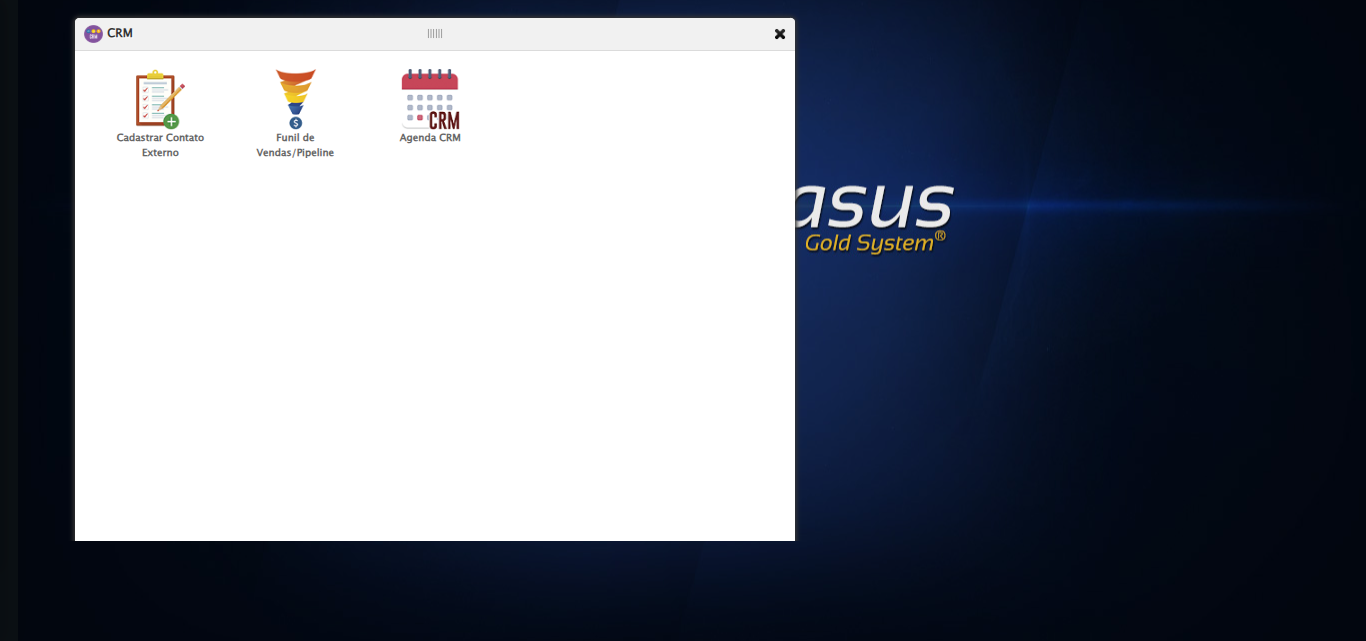 CRM
Cadastrar Contato
Externo
Funil de
Vendas/Pipeline
CRM
Agenda CRM
asus
Gold System®